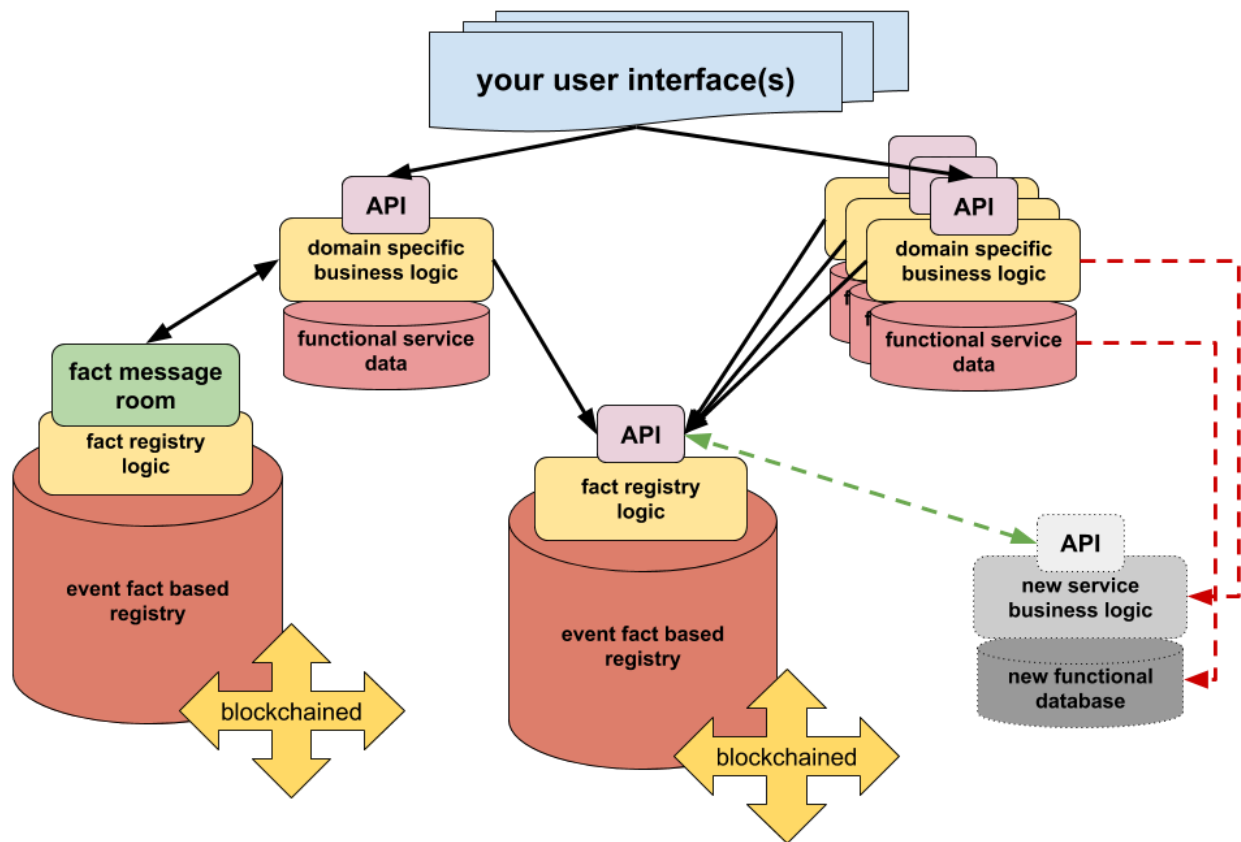 your user interface(s)
API
API
domain specific
business logic
domain specific
business logic
functional service
data
functional service
data
f
f
fact message
room
fact registry
logic
API
fact registry
logic
API
new service
business logic
event fact based
registry
event fact based
registry
new functional
database
blockchained
blockchained